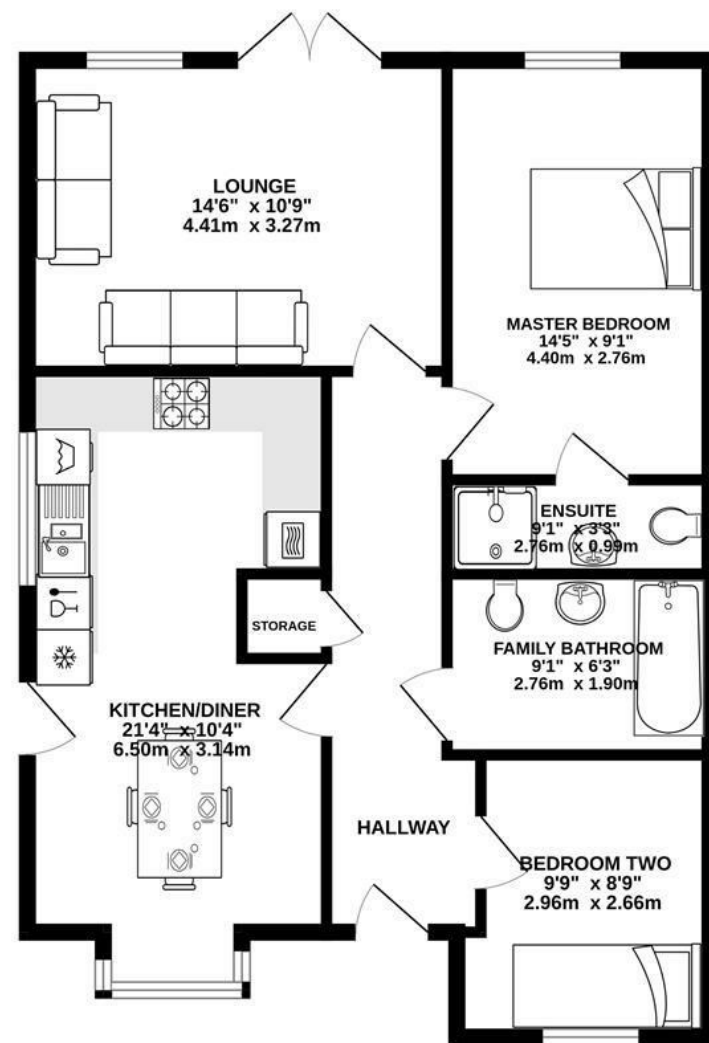 LOUNGE
14'6" x 10'9"
4.41m x 3.27m
MASTER BEDROOM
14'5" x 9'1"
4.40m x 2.76m
ENSUITE
9'1" x 3'3"
2.76m x 0.99m
STORAGE
FAMILY BATHROOM
9'1" x 6'3"
2.76m x 1.90m
KITCHEN/DINER
21'4" x 10'4"
6.50m x 3.14m
HALLWAY
BEDROOM TWO
9'9" x 8'9"
2.96m x 2.66m